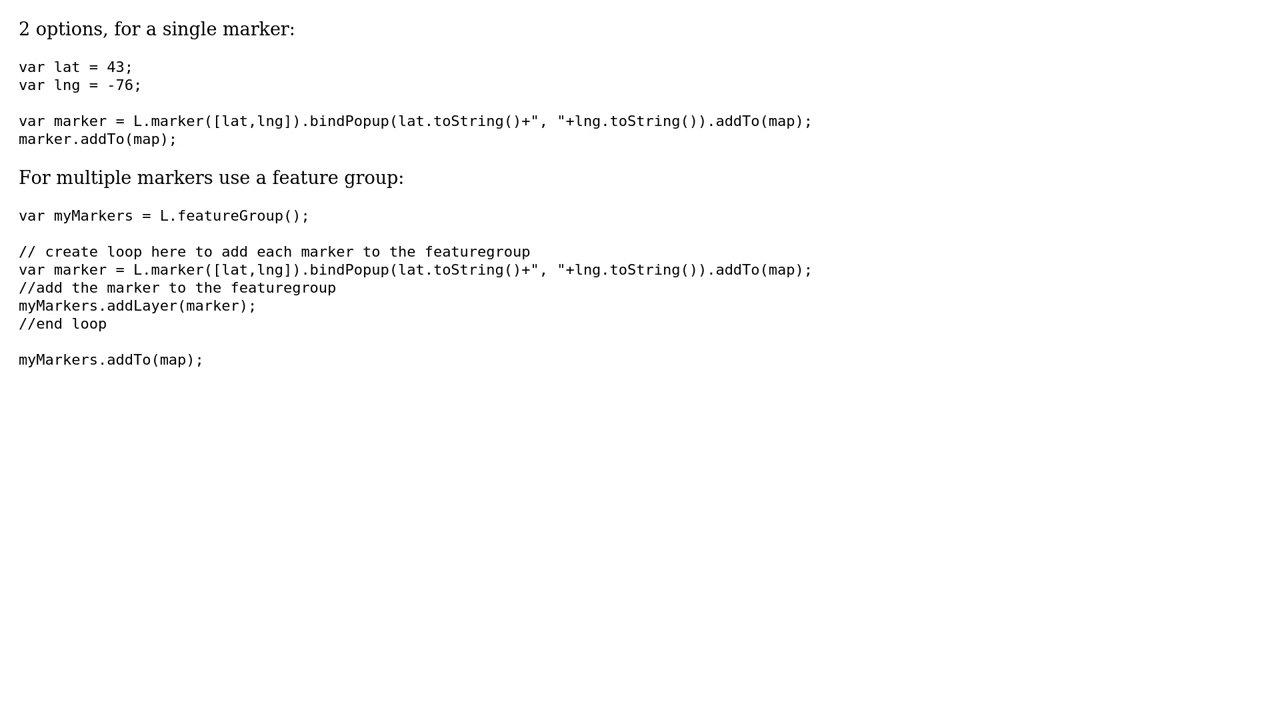 2 options, for a single marker:
var lat = 43;
var lng = -76;
var marker = L.marker([lat,lng]).bindPopup(lat.toString()+", "+lng.toString()).addTo(map);
marker.addTo(map);
For multiple markers use a feature group:
var myMarkers = L.featureGroup();
// create loop here to add each marker to the featuregroup
var marker = L.marker([lat,lng]).bindPopup(lat.toString()+", "+lng.toString()).addTo(map);
//add the marker to the featuregroup
myMarkers.addLayer(marker);
//end loop
myMarkers.addTo(map);